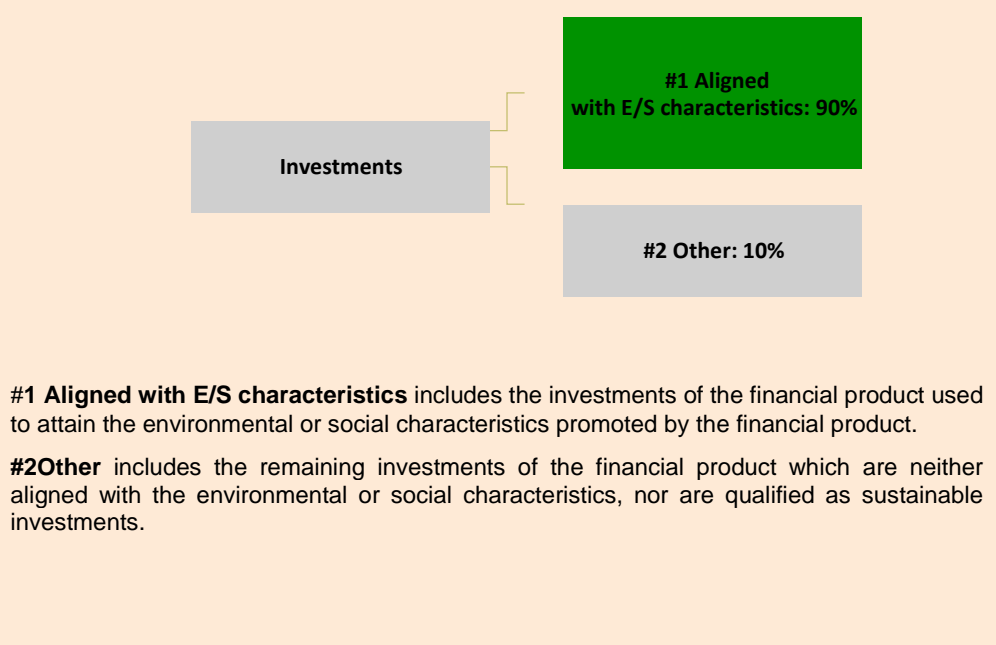 #1 Aligned
with E/S characteristics: 90%
Investments
#2 Other: 10%
#1 Aligned with E/S characteristics includes the investments of the financial product used
to attain the environmental or social characteristics promoted by the financial product.
#2Other includes the remaining investments of the financial product which are neither
aligned with the environmental or social characteristics, nor are qualified as sustainable
investments.